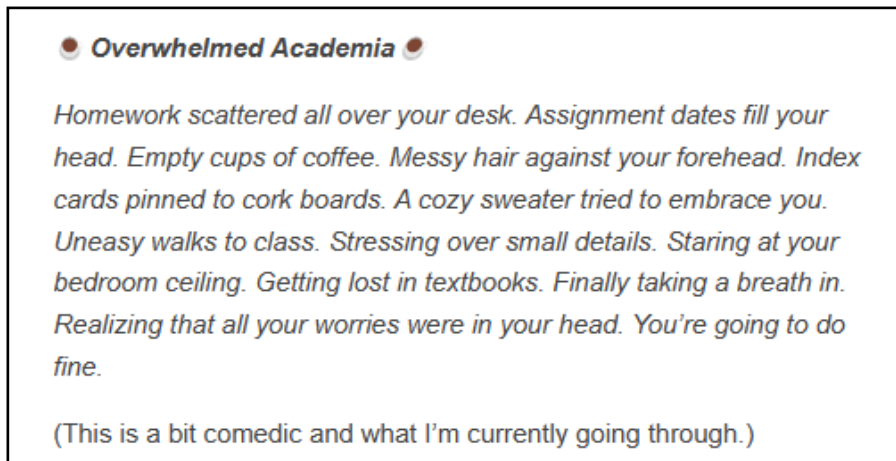 Overwhelmed Academia
Homework scattered all over your desk. Assignment dates fill your
head. Empty cups of coffee. Messy hair against your forehead. Index
cards pinned to cork boards. A cozy sweater tried to embrace you.
Uneasy walks to class. Stressing over small details. Staring at your
bedroom ceiling. Getting lost in textbooks. Finally taking a breath in.
Realizing that all your worries were in your head. You’re going to do
fine.
(This is a bit comedic and what I’m currently going through.)